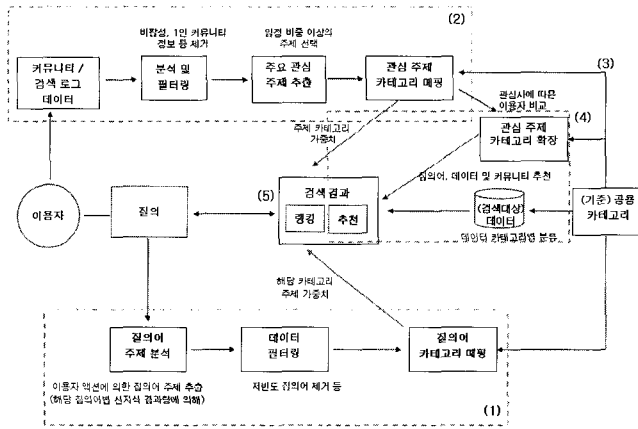 (2)
비활성, 1인 커뮤니티
정보 등 제거
임정 비중 이상의
주제 선택
(3)
커뮤니티 /
검색 로그
데이터
분석 및
필터링
주요 관심
주제 추출
관심 주제
카테고리 매핑
관심사에 따른
이용자 비교
(4)
주제 카테고리
가중치
관심 주제
카테고리 확장
질의어, 데이터 및 커뮤니티 추천
(5)
이용자
질의
검색결과
랭킹
추천
(검색대상)
데이터
(기준) 공용
카테고리
데이터 카테고리별 분류
해당 카테고리
주제 가중치
질의어
주제 분석
데이터
필터링
질의어
카테고리 매핑
이용자 액션에 의한 질의어 주제 추출
(해당 질의어별 선지식 결과량에 의해)
저빈도 질의어 제거 등
(1)